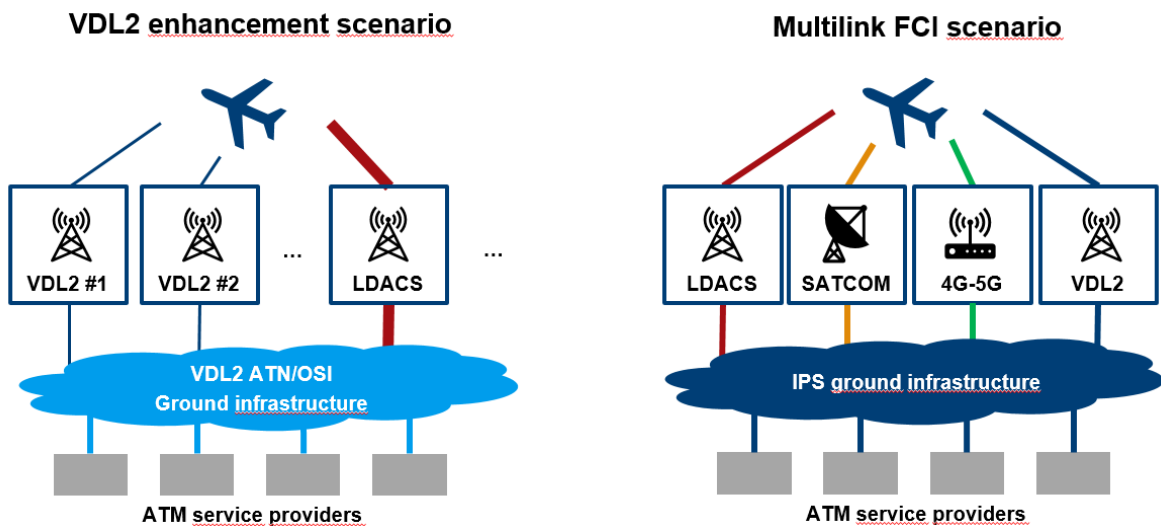 VDL2 enhancement scenario
VDL2 #1
VDL2 #2
...
LDACS
...
VDL2 ATN/OSI
Ground infrastructure
ATM service providers
Multilink FCI scenario
LDACS
SATCOM
4G-5G
VDL2
IPS ground infrastructure
ATM service providers